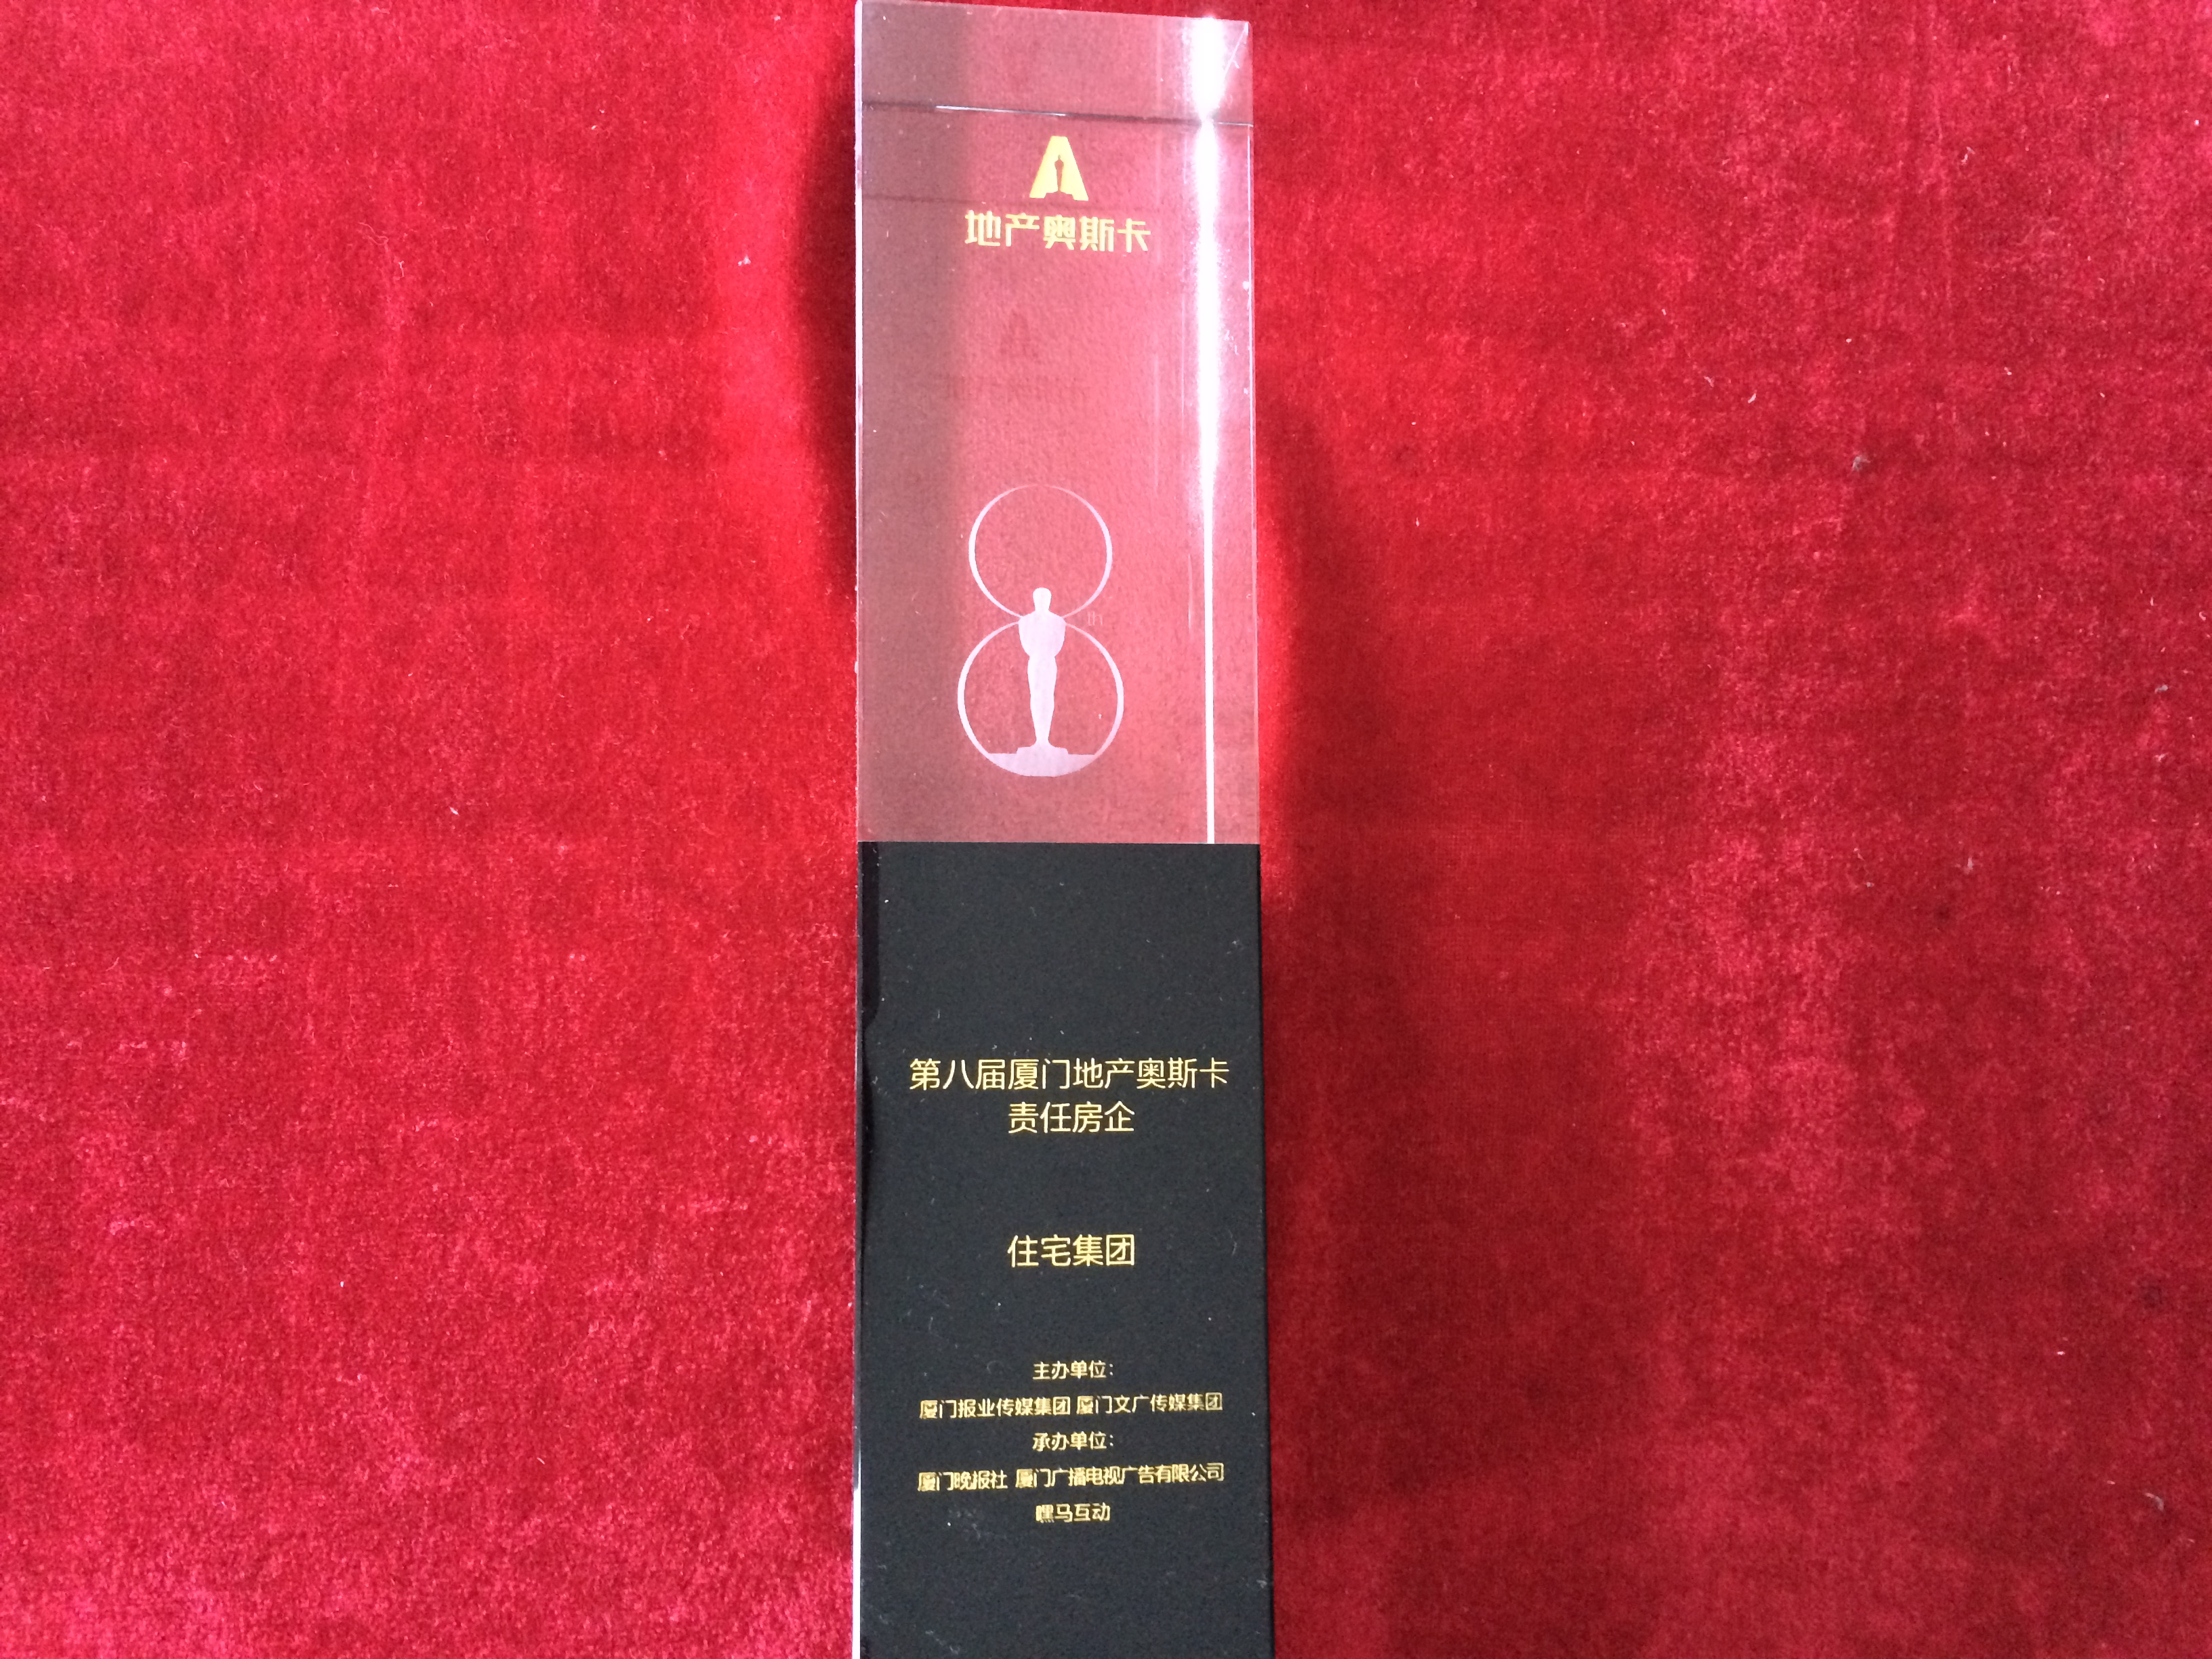 地产奥斯卡
th
第八届厦门地产奥斯卡
责任房企
住宅集团
主办单位：
厦门报业传媒集团 厦门文广传媒集团
承办单位：
厦门晚报社 厦门广播电视广告有限公司
嘿马互动